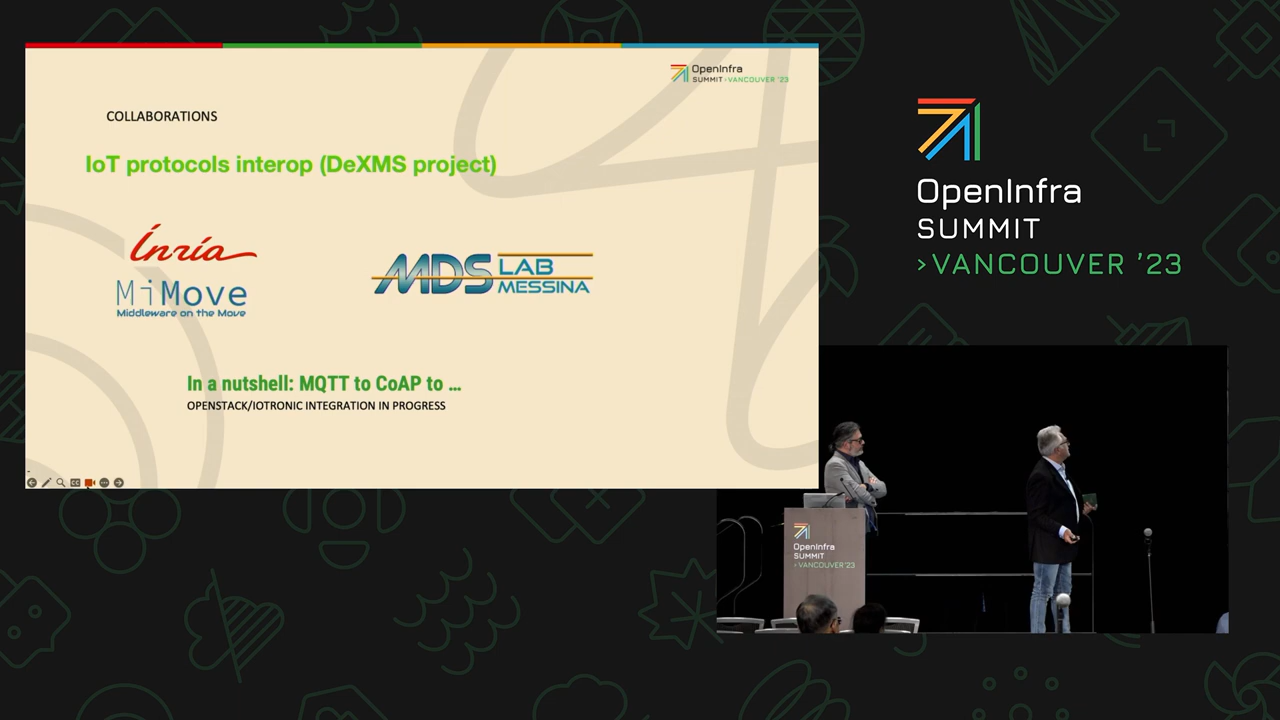 OpenInfra
SUMMIT >VANCOUVER '23
COLLABORATIONS
IoT protocols interop (DeXMS project)
Ínría
MiMove
Middleware on the Move
MDS LAB
MESSINA
In a nutshell: MQTT to CoAP to ...
OPENSTACK/IOTRONIC INTEGRATION IN PROGRESS
OpenInfra
SUMMIT
>VANCOUVER '23
OpenInfra
SUMMIT
>VANCOUVER '23